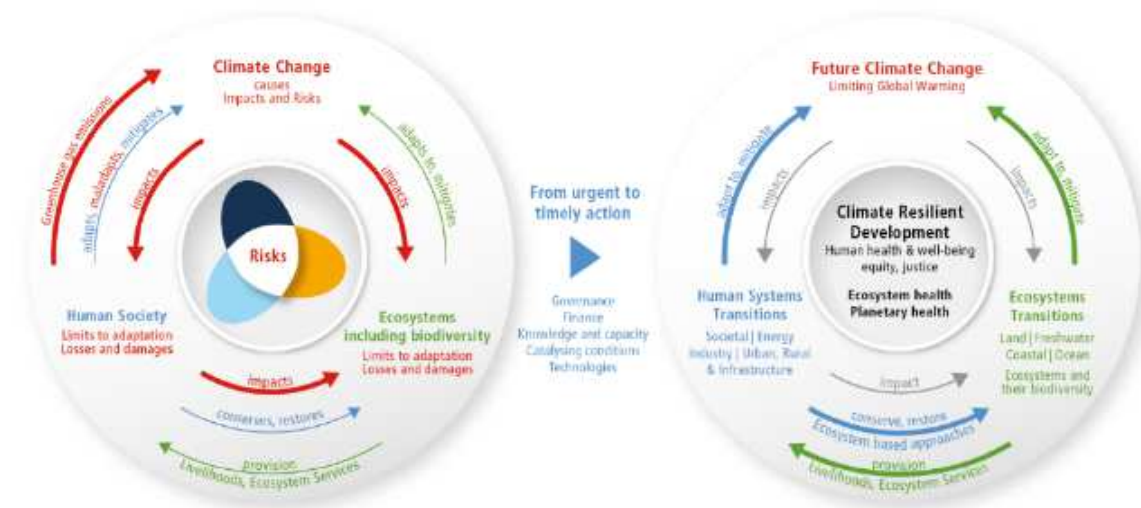 Climate Change
causes
Impacts and Risks
Greenhouse gas emissions
adapts, maladapts, mitigates
impacts
impacts
adapts to, mitigates
Risks
Human Society
Limits to adaptation
Losses and damages
Ecosystems
including biodiversity
Limits to adaptation
Losses and damages
impacts
conserves, restores
provision
Livelihoods, Ecosystem Services
From urgent to
timely action
Governance
Finance
Knowledge and capacity
Catalysing conditions
Technologies
Future Climate Change
Limiting Global Warming
adapt to, mitigate
impacts
impacts
adapt to, mitigate
Climate Resilient
Development
Human health & well-being
equity, justice
Ecosystem health
Planetary health
Human Systems
Transitions
Societal | Energy
Industry | Urban, Rural
& Infrastructure
Ecosystems
Transitions
Land | Freshwater
Coastal | Ocean
Ecosystems and
their biodiversity
impact
conserve, restore
Ecosystem based approaches
provision
Livelihoods, Ecosystem Services